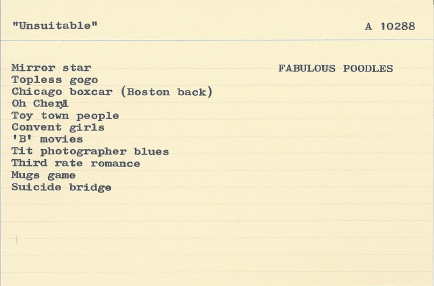 "Unsuitable"
A 10288
Mirror star
FABULOUS POODLES
Topless gogo
Chicago boxcar (Boston back)
Oh Cheryl
Toy town people
Convent girls
'B' movies
Tit photographer blues
Third rate romance
Mugs game
Suicide bridge